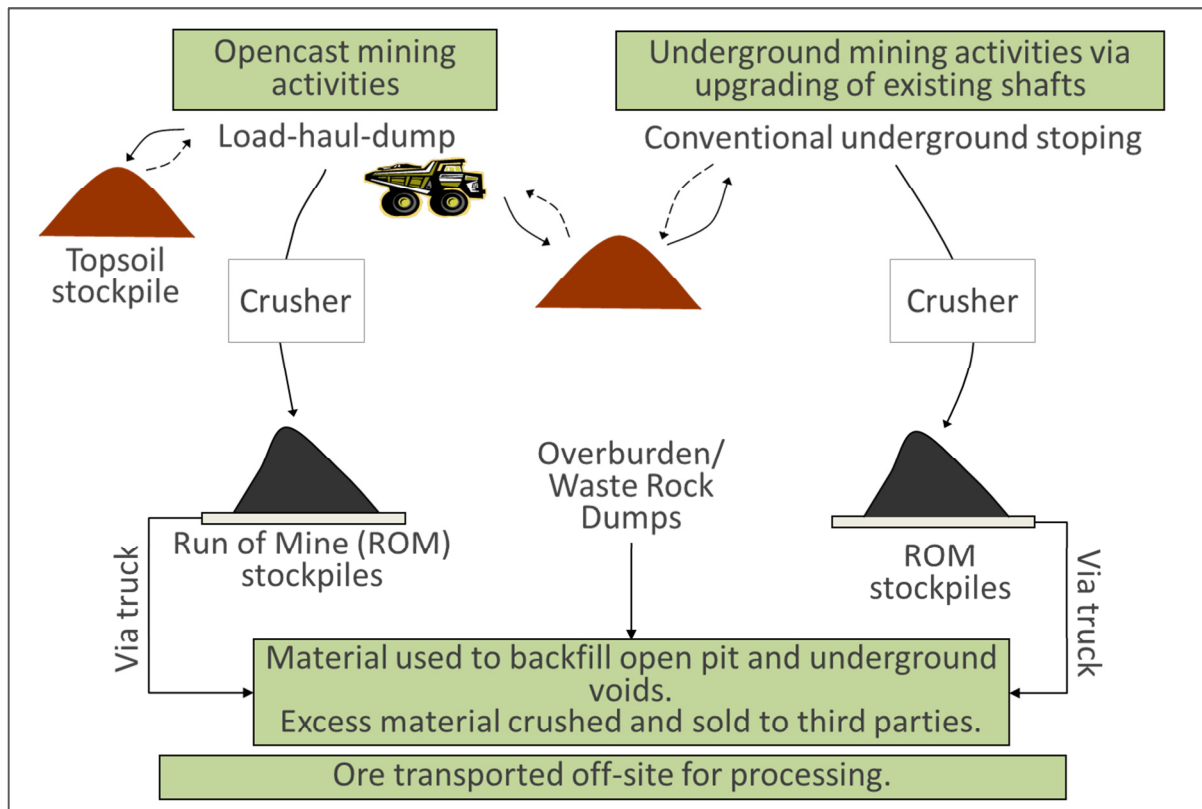 Opencast mining
activities
Underground mining activities via
upgrading of existing shafts
Load-haul-dump
Conventional underground stoping
Topsoil
stockpile
Crusher
Crusher
Overburden/
Waste Rock
Dumps
Run of Mine (ROM)
stockpiles
ROM
stockpiles
Via truck
Via truck
Material used to backfill open pit and underground
voids.
Excess material crushed and sold to third parties.
Ore transported off-site for processing.